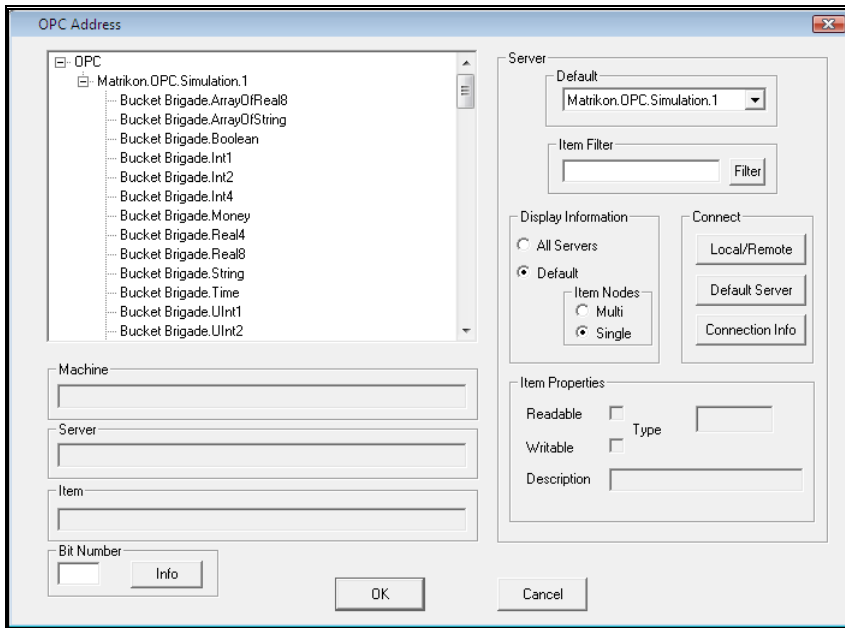 OPC Address
OPC
Matrikon.OPC.Simulation.1
Bucket Brigade.ArrayOfReal8
Bucket Brigade.ArrayOfString
Bucket Brigade.Boolean
Bucket Brigade.Int1
Bucket Brigade.Int2
Bucket Brigade.Int4
Bucket Brigade.Money
Bucket Brigade.Real4
Bucket Brigade.Real8
Bucket Brigade.String
Bucket Brigade.Time
Bucket Brigade.UInt1
Bucket Brigade.UInt2
Machine
Server
Item
Bit Number
Info
Server
Default
Matrikon.OPC.Simulation.1
Item Filter
Filter
Display Information
All Servers
Default
Item Nodes
Multi
Single
Connect
Local/Remote
Default Server
Connection Info
Item Properties
Readable
Type
Writable
Description
OK
Cancel